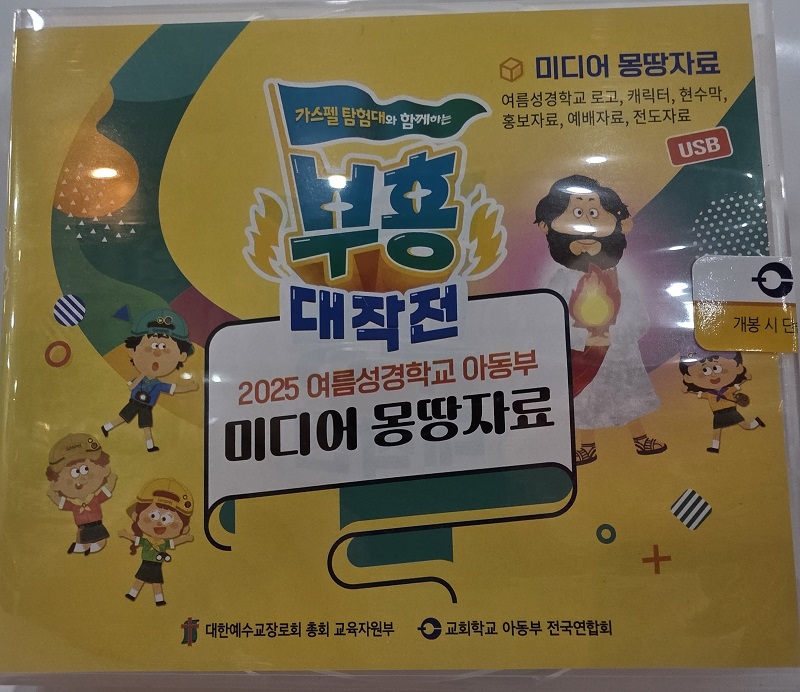 미디어 몽땅자료
여름성경학교 로고, 캐릭터, 현수막,
홍보자료, 예배자료, 전도자료
USB
가스펠 탐험대와 함께하는
부흥
대작전
2025 여름성경학교 아동부
미디어 몽땅자료
개봉 시
대한예수교장로회 총회 교육자원부
교회학교 아동부 전국연합회